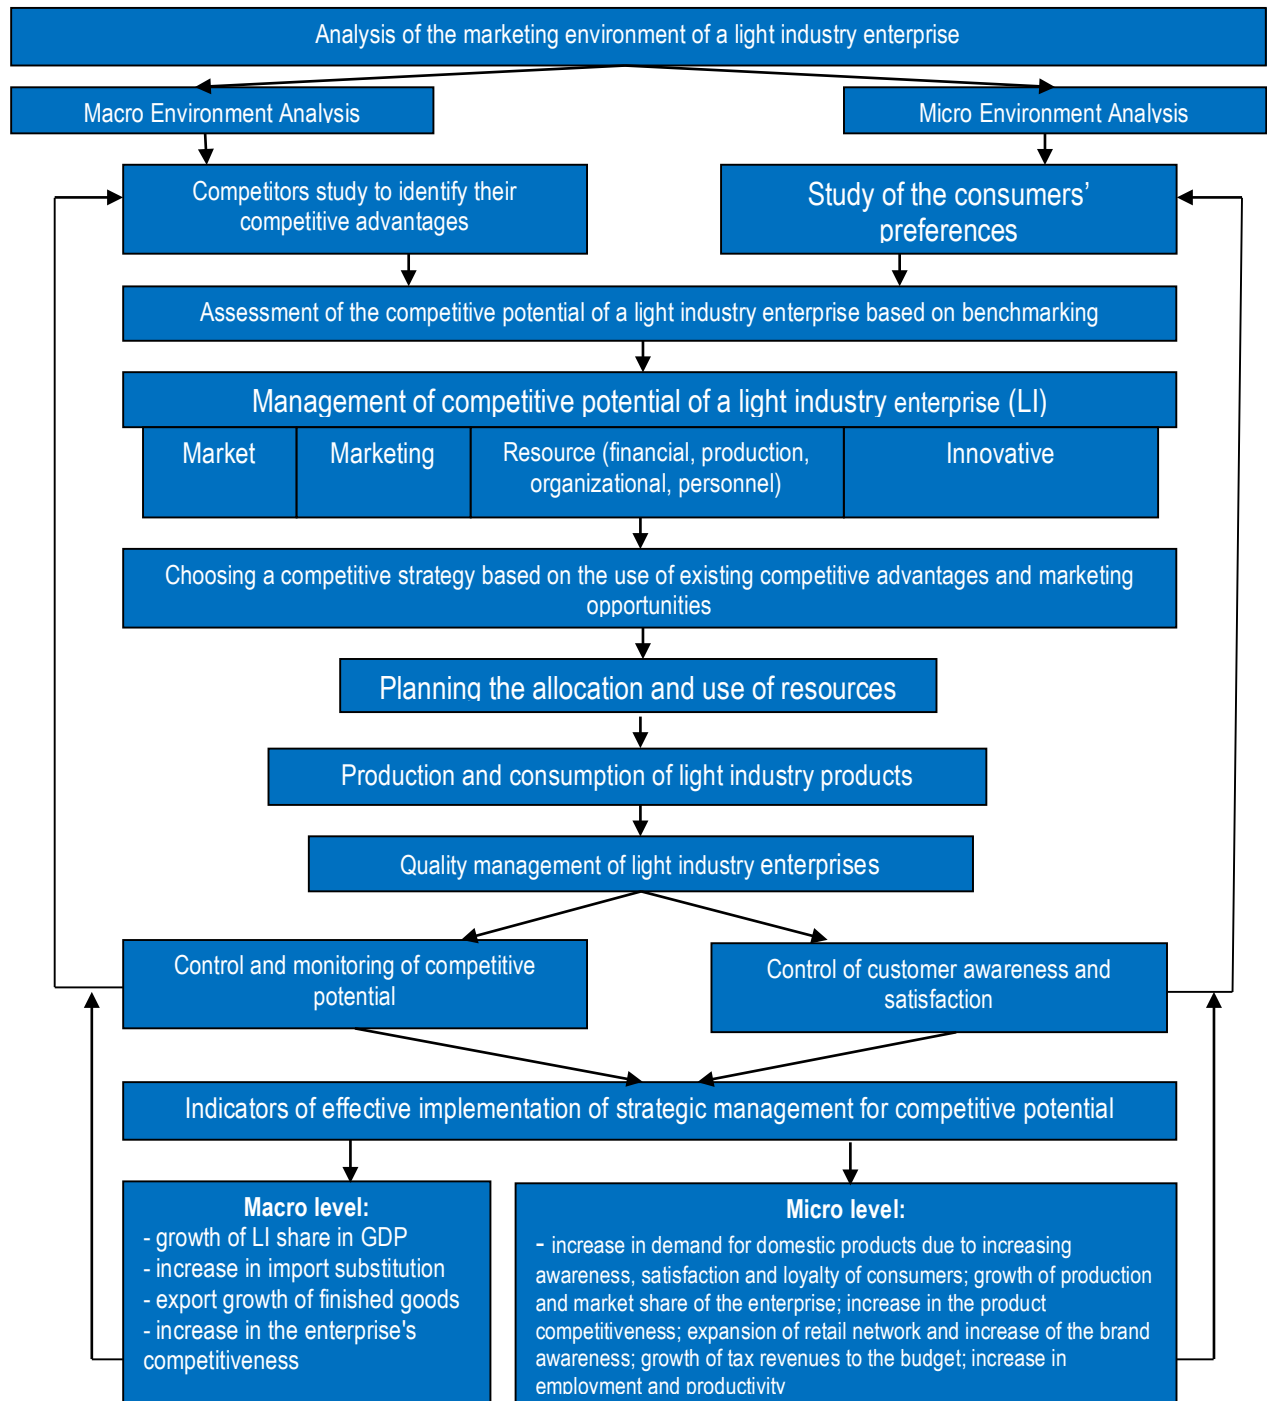 Analysis of the marketing environment of a light industry enterprise
Macro Environment Analysis
Micro Environment Analysis
Competitors study to identify their
competitive advantages
Study of the consumers’
preferences
Assessment of the competitive potential of a light industry enterprise based on benchmarking
Management of competitive potential of a light industry enterprise (LI)
Market
Marketing
Resource (financial, production,
organizational, personnel)
Innovative
Choosing a competitive strategy based on the use of existing competitive advantages and marketing
opportunities
Planning the allocation and use of resources
Production and consumption of light industry products
Quality management of light industry enterprises
Control and monitoring of competitive
potential
Control of customer awareness and
satisfaction
Indicators of effective implementation of strategic management for competitive potential
Macro level:
- growth of LI share in GDP
- increase in import substitution
- export growth of finished goods
- increase in the enterprise's
competitiveness
Micro level:
- increase in demand for domestic products due to increasing
awareness, satisfaction and loyalty of consumers; growth of production
and market share of the enterprise; increase in the product
competitiveness; expansion of retail network and increase of the brand
awareness; growth of tax revenues to the budget; increase in
employment and productivity